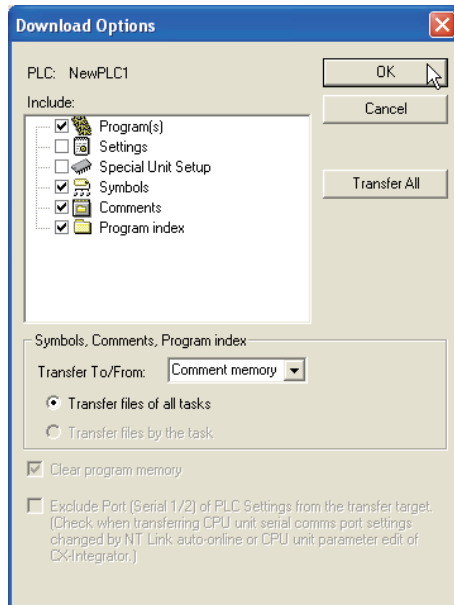 Download Options
PLC: NewPLC1
OK
Include:
Cancel
Program(s)
Settings
Special Unit Setup
Transfer All
Symbols
Comments
Program index
Symbols, Comments, Program index
Transfer To/From: Comment memory
Transfer files of all tasks
Transfer files by the task
Clear program memory
Exclude Port (Serial 1/2) of PLC Settings from the transfer target.
(Check when transferring CPU unit serial comms port settings
changed by NT Link auto-online or CPU unit parameter edit of
CX-Integrator.)